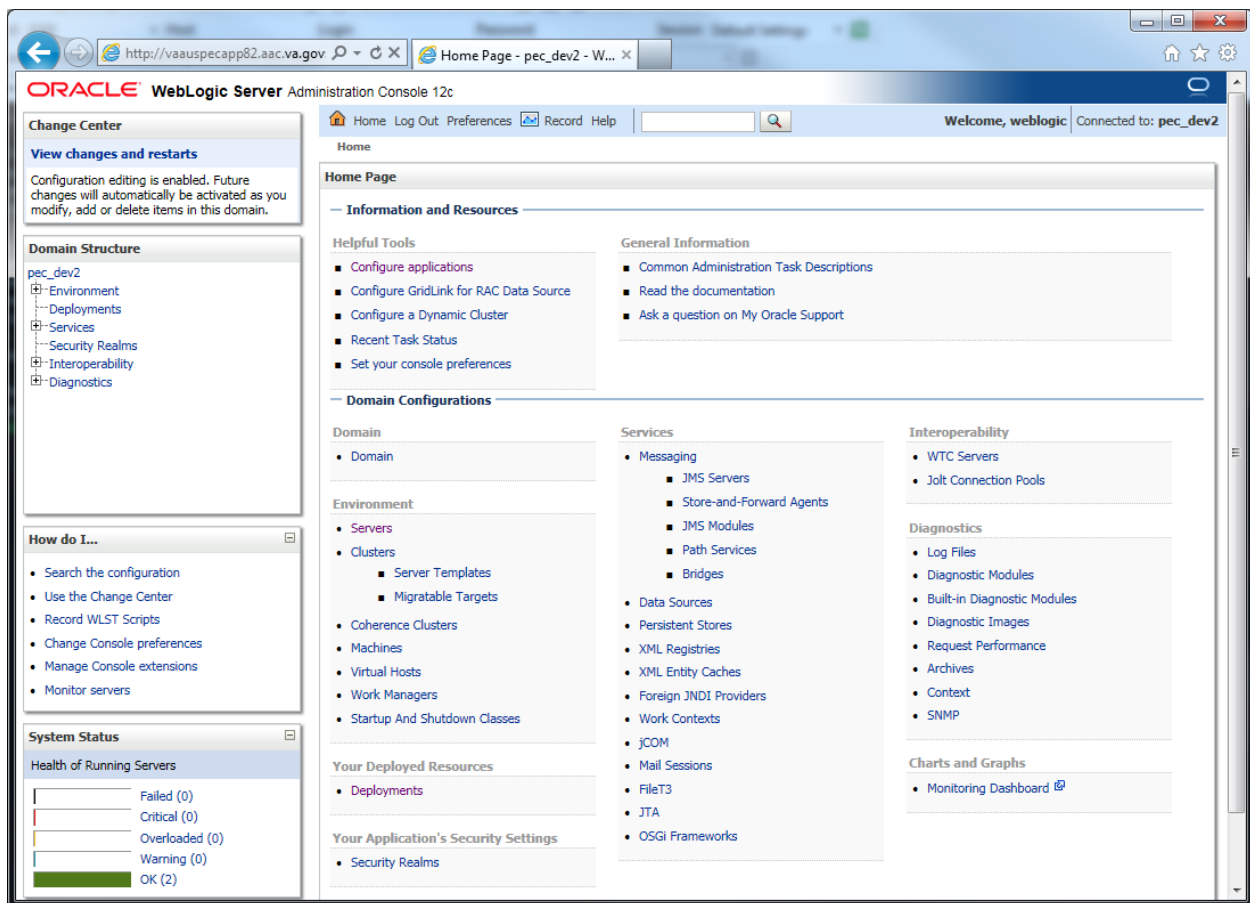 http://vaauspecapp82.aac.va.gov
Home Page - pec_dev2 - W...
ORACLE WebLogic Server Administration Console 12c
Change Center
View changes and restarts
Configuration editing is enabled. Future
changes will automatically be activated as you
modify, add or delete items in this domain.
Domain Structure
pec_dev2
Environment
Deployments
Services
Security Realms
Interoperability
Diagnostics
How do I...
Search the configuration
Use the Change Center
Record WLST Scripts
Change Console preferences
Manage Console extensions
Monitor servers
System Status
Health of Running Servers
Failed (0)
Critical (0)
Overloaded (0)
Warning (0)
OK (2)
Home Log Out Preferences Record Help
Welcome, weblogic Connected to: pec_dev2
Home
Home Page
Information and Resources
Helpful Tools
Configure applications
Configure GridLink for RAC Data Source
Configure a Dynamic Cluster
Recent Task Status
Set your console preferences
General Information
Common Administration Task Descriptions
Read the documentation
Ask a question on My Oracle Support
Domain Configurations
Domain
Domain
Environment
Servers
Clusters
Server Templates
Migratable Targets
Coherence Clusters
Machines
Virtual Hosts
Work Managers
Startup And Shutdown Classes
Your Deployed Resources
Deployments
Your Application's Security Settings
Security Realms
Services
Messaging
JMS Servers
Store-and-Forward Agents
JMS Modules
Path Services
Bridges
Data Sources
Persistent Stores
XML Registries
XML Entity Caches
Foreign JNDI Providers
Work Contexts
jCOM
Mail Sessions
FileT3
JTA
OSGi Frameworks
Interoperability
WTC Servers
Jolt Connection Pools
Diagnostics
Log Files
Diagnostic Modules
Built-in Diagnostic Modules
Diagnostic Images
Request Performance
Archives
Context
SNMP
Charts and Graphs
Monitoring Dashboard